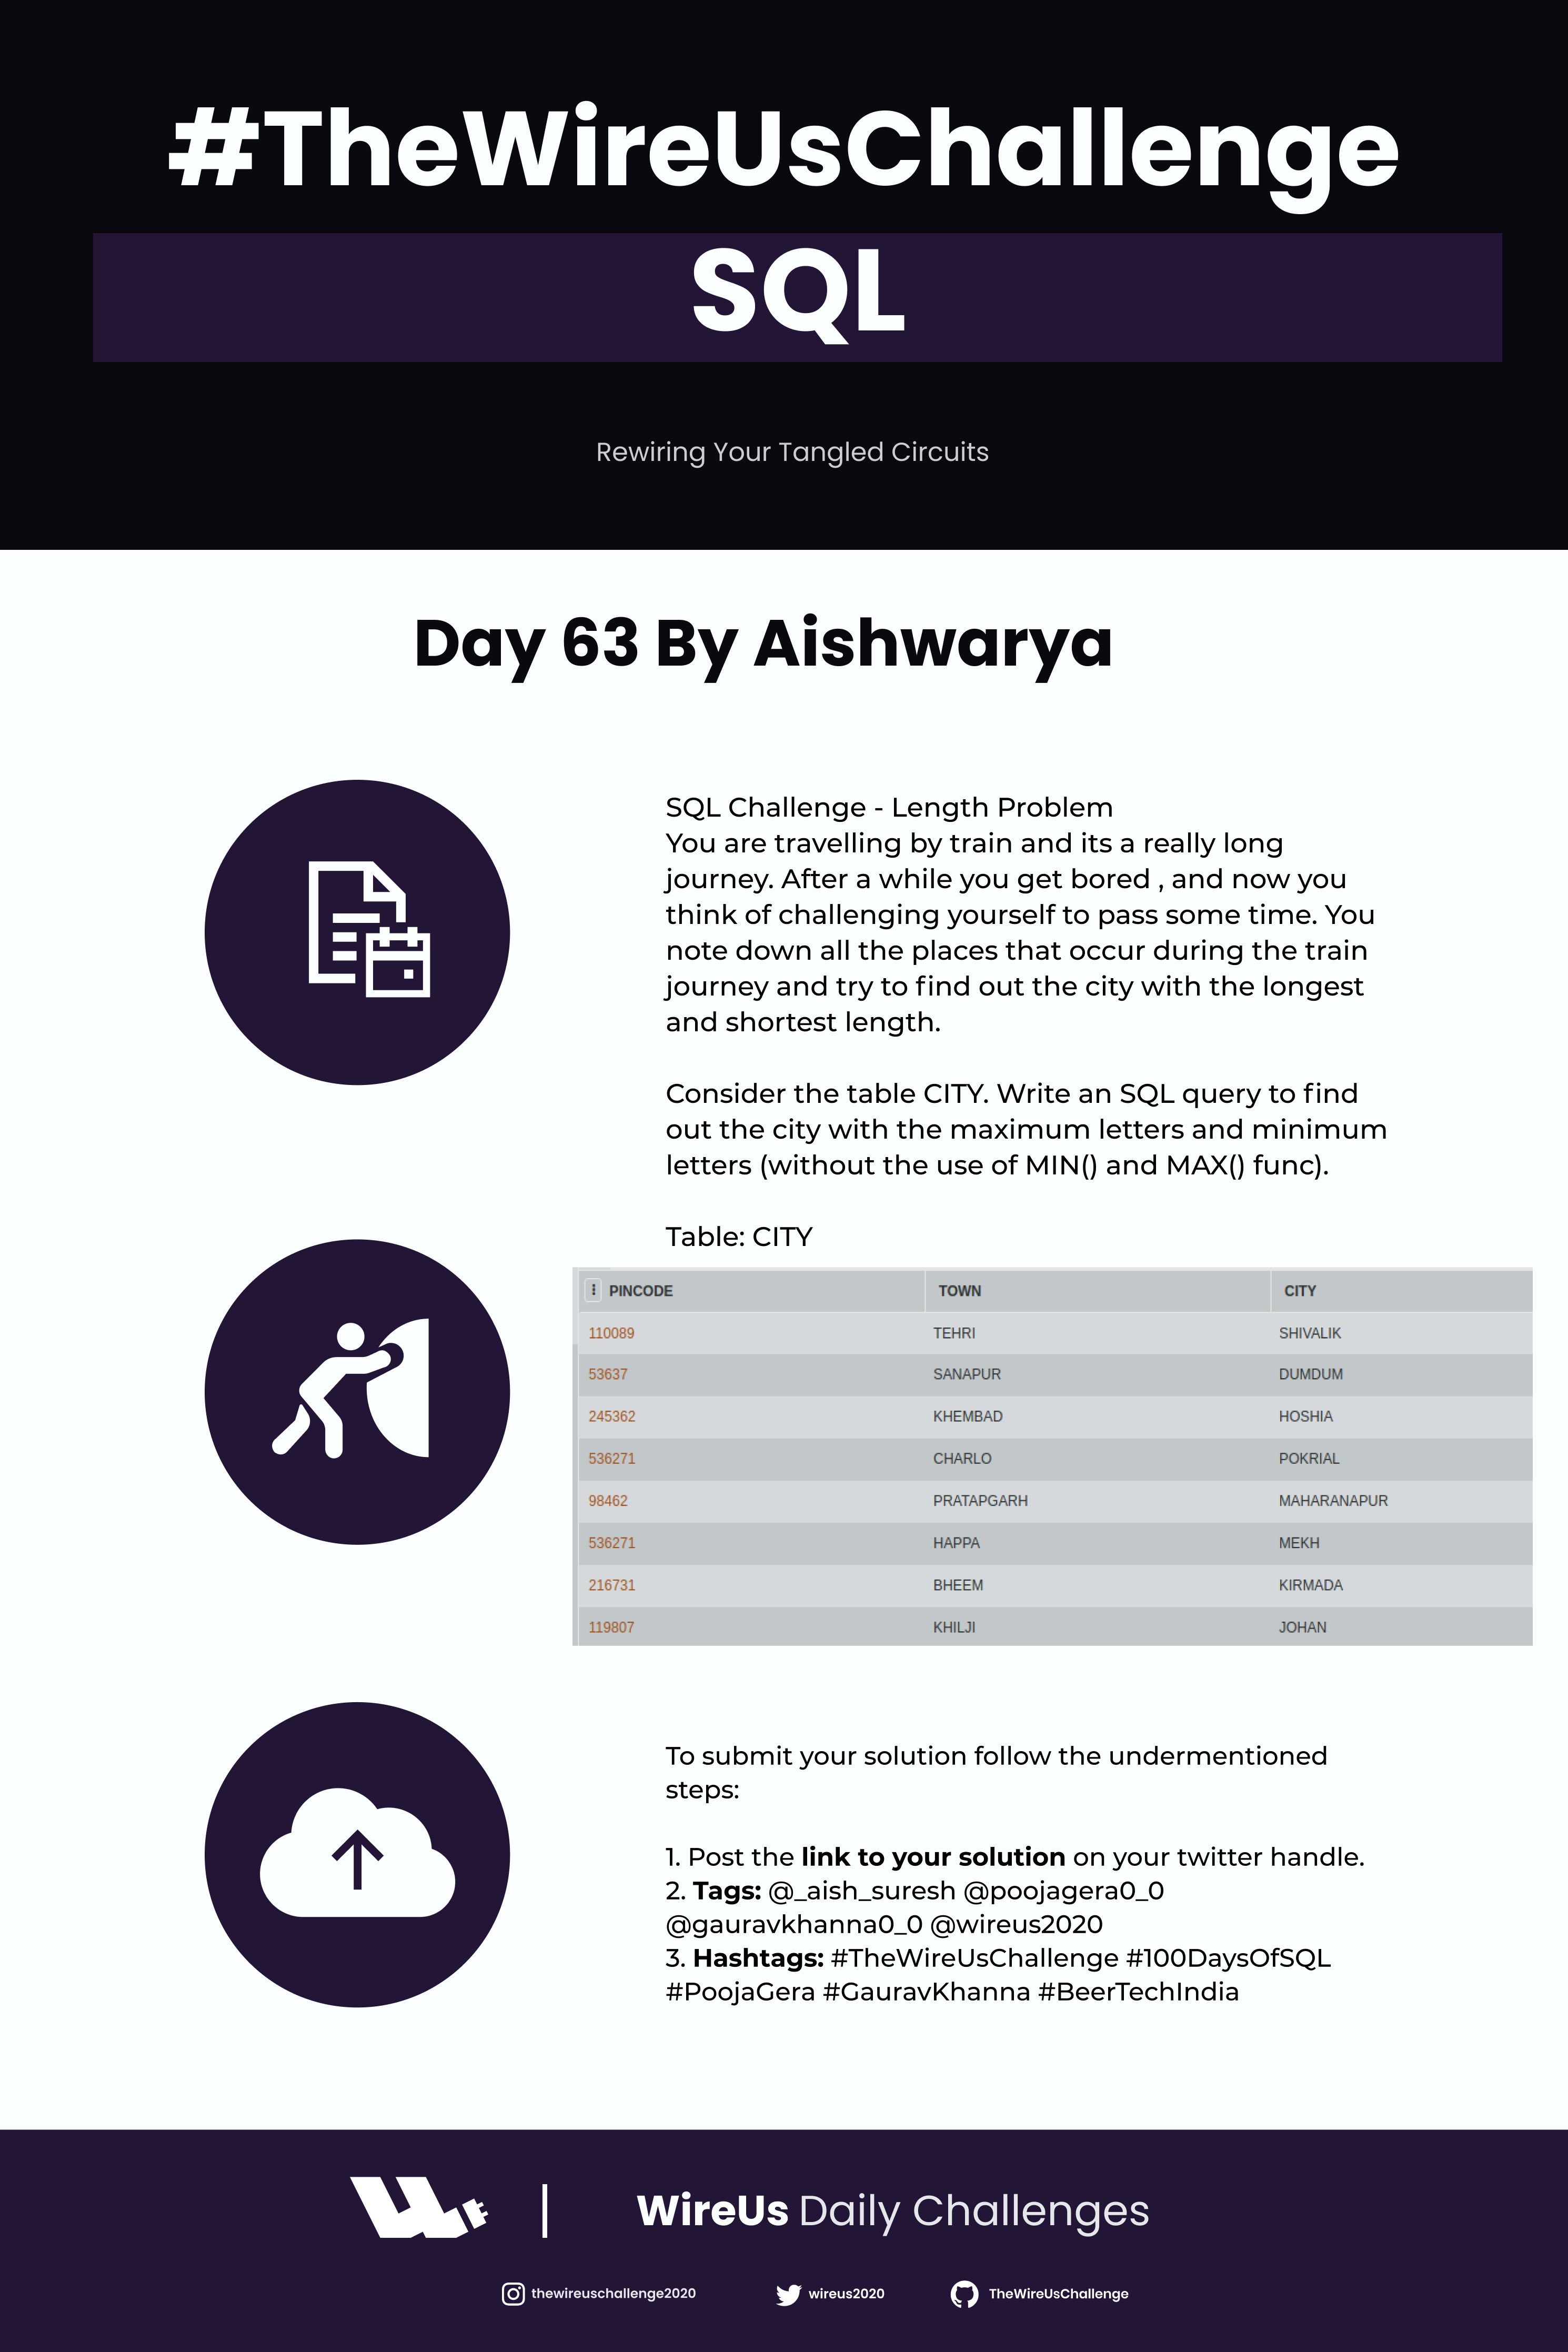 #TheWireUsChallenge
SQL
Rewiring Your Tangled Circuits
Day 63 By Aishwarya
SQL Challenge - Length Problem
You are travelling by train and its a really long
journey. After a while you get bored , and now you
think of challenging yourself to pass some time. You
note down all the places that occur during the train
journey and try to find out the city with the longest
and shortest length.
Consider the table CITY. Write an SQL query to find
out the city with the maximum letters and minimum
letters (without the use of MIN() and MAX() func).
Table: CITY
PINCODE TOWN CITY
110089 TEHRI SHIVALIK
53637 SANAPUR DUMDUM
245362 KHEMBAD HOSHIA
536271 CHARLO POKRIAL
98462 PRATAPGARH MAHARANAPUR
536271 HAPPA MEKH
216731 BHEEM KIRMADA
119807 KHILJI JOHAN
To submit your solution follow the undermentioned
steps:
1. Post the link to your solution on your twitter handle.
2. Tags: @_aish_suresh @poojagera0_0
@gauravkhanna0_0 @wireus2020
3. Hashtags: #TheWireUsChallenge #100DaysOfSQL
#PoojaGera #GauravKhanna #BeerTechIndia
WireUs Daily Challenges
thewireuschallenge2020 wireus2020 TheWireUsChallenge